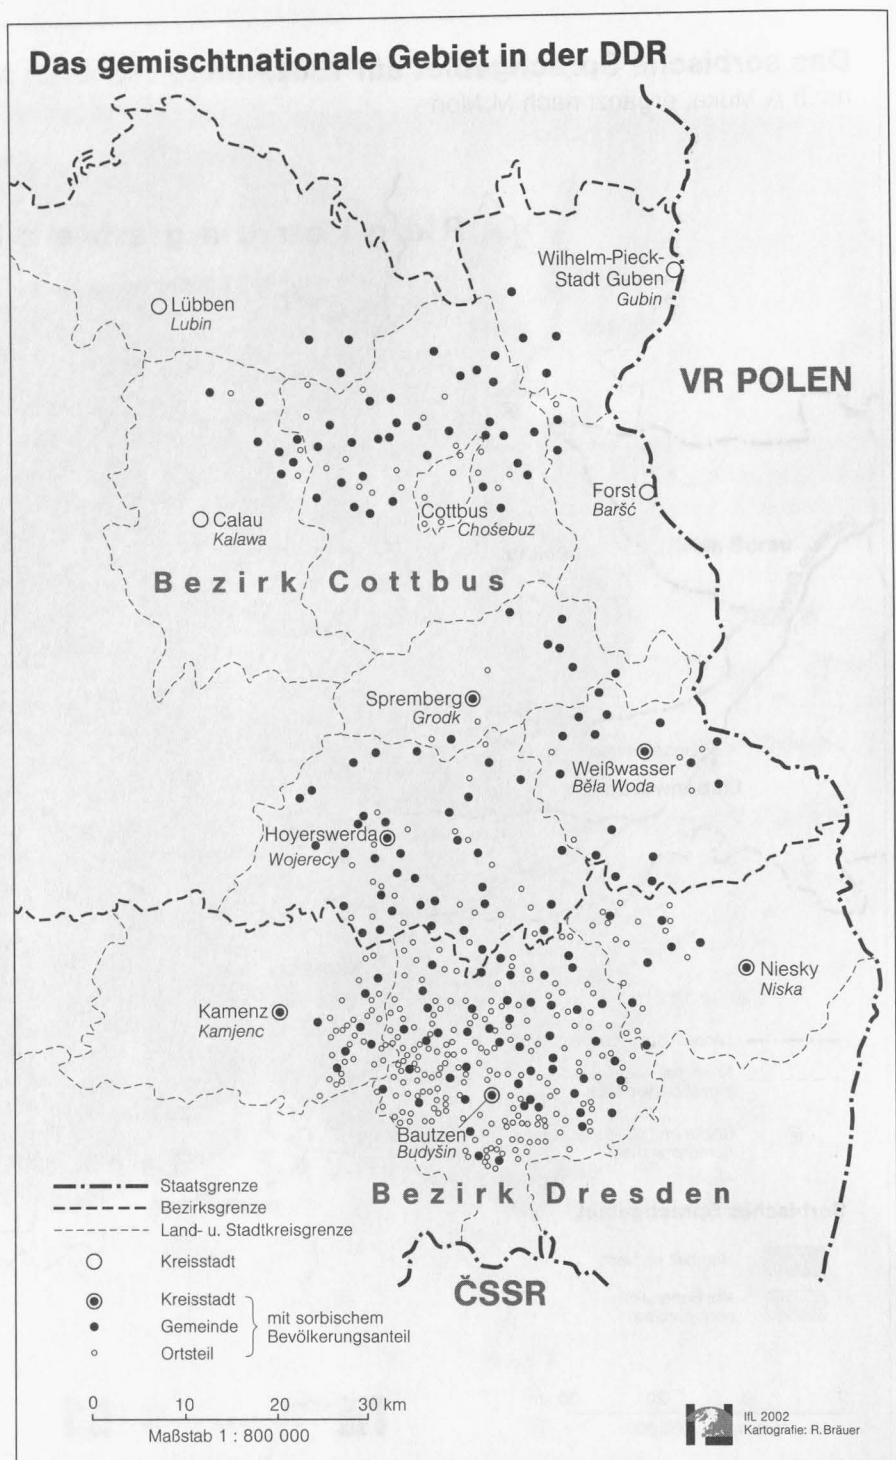 Das gemischtnationale Gebiet in der DDR
Wilhelm-Pieck-
Stadt Guben
Gubin
Lübben
Lubin
VR POLEN
Forst
Baršć
Cottbus
Chośebuz
Calau
Kalawa
Bezirk Cottbus
Spremberg
Grodk
Weißwasser
Běla Woda
Hoyerswerda
Wojerecy
Niesky
Niska
Kamenz
Kamjenc
Bautzen
Budyšin
Bezirk Dresden
ČSSR
Staatsgrenze
Bezirksgrenze
Land- u. Stadtkreisgrenze
Kreisstadt
Kreisstadt
Gemeinde
Ortsteil
mit sorbischem
Bevölkerungsanteil
0 10 20 30 km
Maßstab 1 : 800 000
IfL 2002
Kartografie: R. Bräuer